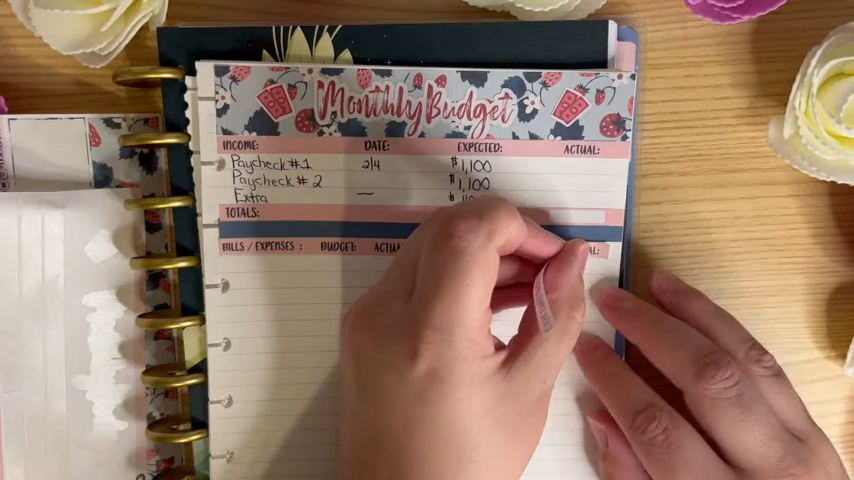 Monthly Budget
INCOME: DATE: EXPECTED: ACTUAL:
Paycheck #1 2/4 $1,100
Paycheck #2 $1,100
Extra — $
TOTALS:
BILLS / EXPENSES : BUDGET: